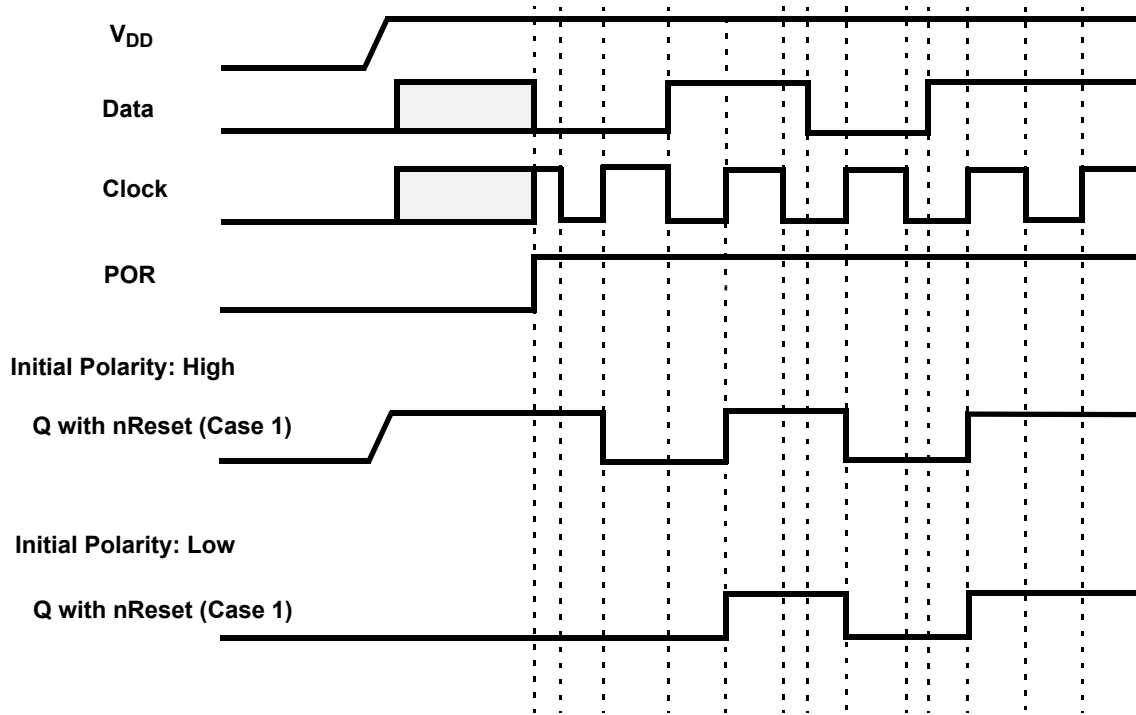 VDD
Data
Clock
POR
Initial Polarity: High
Q with nReset (Case 1)
Initial Polarity: Low
Q with nReset (Case 1)